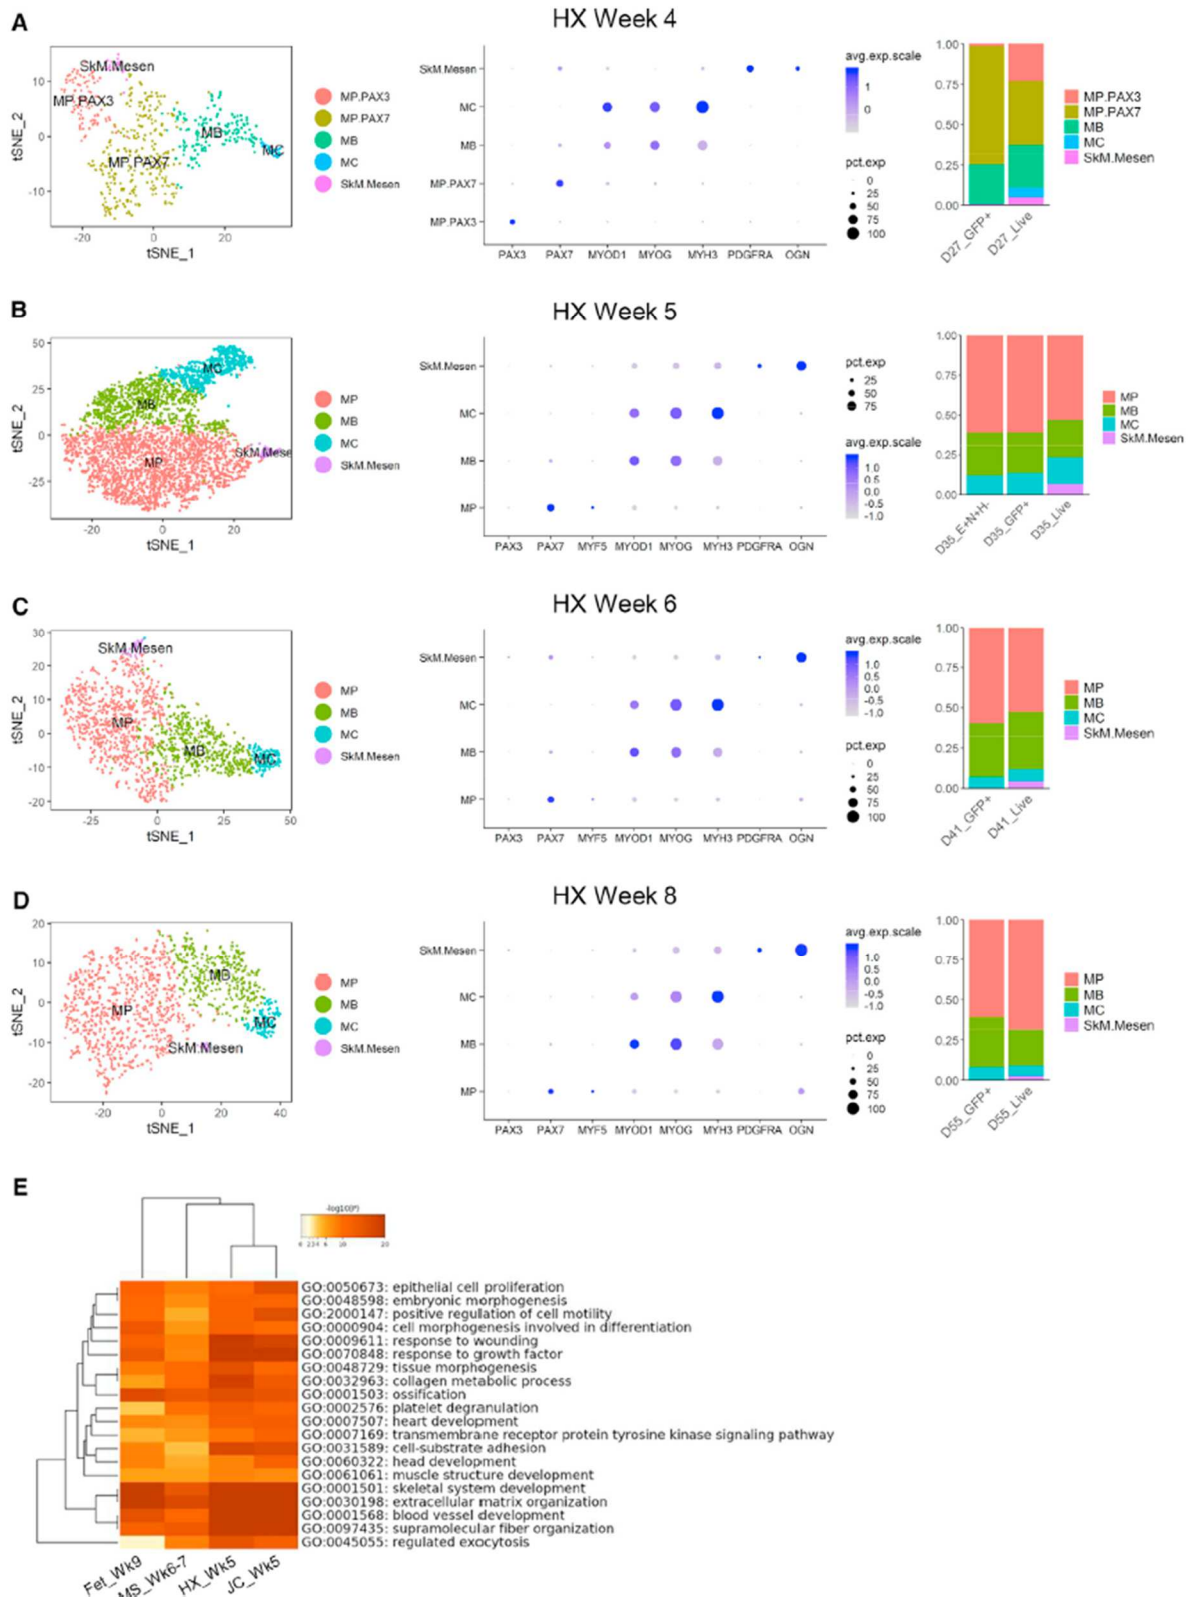 A
HX Week 4
SkM.Mesen
MP.PAX3
MP.PAX7
MB
MC
10
0
-10
tSNE_2
-20 0 20
tSNE_1
MP.PAX3
MP.PAX7
MB
MC
SkM.Mesen
SkM.Mesen
MC
MB
MP.PAX7
MP.PAX3
PAX3 PAX7 MYOD1 MYOG MYH3 PDGFRA OGN
avg.exp.scale
1
0
pct.exp
0
25
50
75
100
1.00
0.75
0.50
0.25
0.00
D27_GFP+ D27_Live
MP.PAX3
MP.PAX7
MB
MC
SkM.Mesen
B
HX Week 5
50
25
0
-25
tSNE_2
MC
MB
MP
SkM.Mese
-20 0 20
tSNE_1
MP
MB
MC
SkM.Mesen
SkM.Mesen
MC
MB
MP
PAX3 PAX7 MYF5 MYOD1 MYOG MYH3 PDGFRA OGN
pct.exp
25
50
75
avg.exp.scale
1.0
0.5
0.0
-0.5
-1.0
1.00
0.75
0.50
0.25
0.00
D35_E+N+H- D35_GFP+ D35_Live
MP
MB
MC
SkM.Mesen
C
HX Week 6
30
20
10
0
-10
-20
tSNE_2
SkM.Mesen
MP
MB
MC
-25 0 25 50
tSNE_1
MP
MB
MC
SkM.Mesen
SkM.Mesen
MC
MB
MP
PAX3 PAX7 MYF5 MYOD1 MYOG MYH3 PDGFRA OGN
avg.exp.scale
1.0
0.5
0.0
-0.5
-1.0
pct.exp
0
25
50
75
100
1.00
0.75
0.50
0.25
0.00
D41_GFP+ D41_Live
MP
MB
MC
SkM.Mesen
D
HX Week 8
20
10
0
-10
-20
tSNE_2
MB
MP
MC
SkM.Mesen
-20 0 20 40
tSNE_1
MP
MB
MC
SkM.Mesen
SkM.Mesen
MC
MB
MP
PAX3 PAX7 MYF5 MYOD1 MYOG MYH3 PDGFRA OGN
avg.exp.scale
1.0
0.5
0.0
-0.5
-1.0
pct.exp
0
25
50
75
100
1.00
0.75
0.50
0.25
0.00
D55_GFP+ D55_Live
MP
MB
MC
SkM.Mesen
E
-log10(P)
0 2 3 4 6 10 20
GO:0050673: epithelial cell proliferation
GO:0048598: embryonic morphogenesis
GO:2000147: positive regulation of cell motility
GO:0000904: cell morphogenesis involved in differentiation
GO:0009611: response to wounding
GO:0070848: response to growth factor
GO:0048729: tissue morphogenesis
GO:0032963: collagen metabolic process
GO:0001503: ossification
GO:0002576: platelet degranulation
GO:0007507: heart development
GO:0007169: transmembrane receptor protein tyrosine kinase signaling pathway
GO:0031589: cell-substrate adhesion
GO:0060322: head development
GO:0061061: muscle structure development
GO:0001501: skeletal system development
GO:0030198: extracellular matrix organization
GO:0001568: blood vessel development
GO:0097435: supramolecular fiber organization
GO:0045055: regulated exocytosis
Fet_Wk9 MS_Wk6-7 HX_Wk5 JC_Wk5